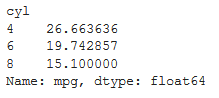 cyl
4    26.663636
6    19.742857
8    15.100000
Name: mpg, dtype: float64